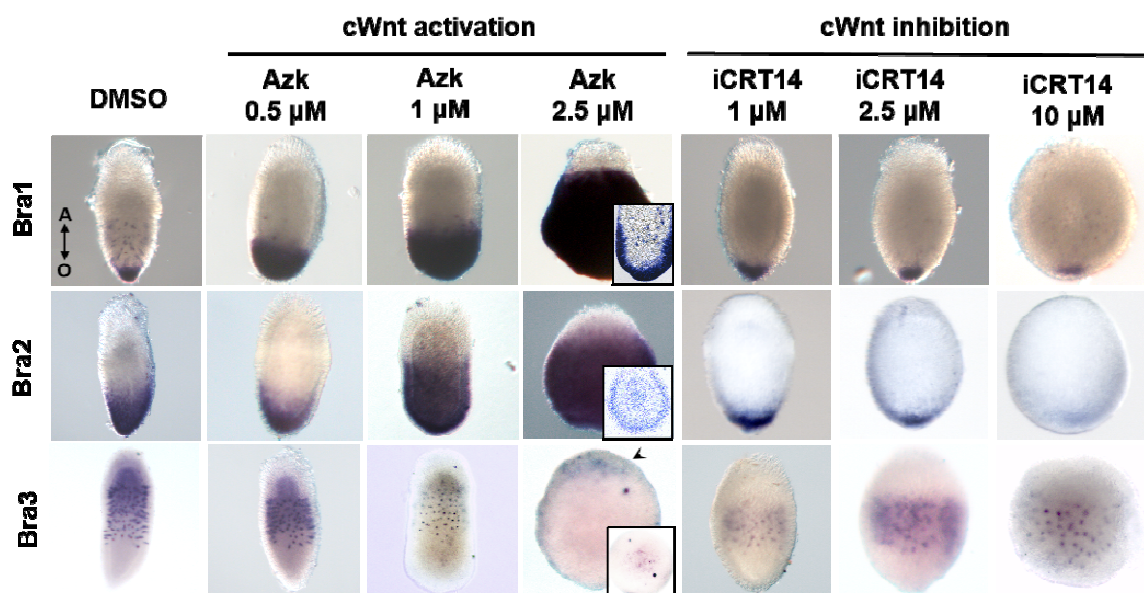 cWnt activation
cWnt inhibition
DMSO
Azk
0.5 µM
Azk
1 µM
Azk
2.5 µM
iCRT14
1 µM
iCRT14
2.5 µM
iCRT14
10 µM
Bra1
A
O
Bra2
Bra3